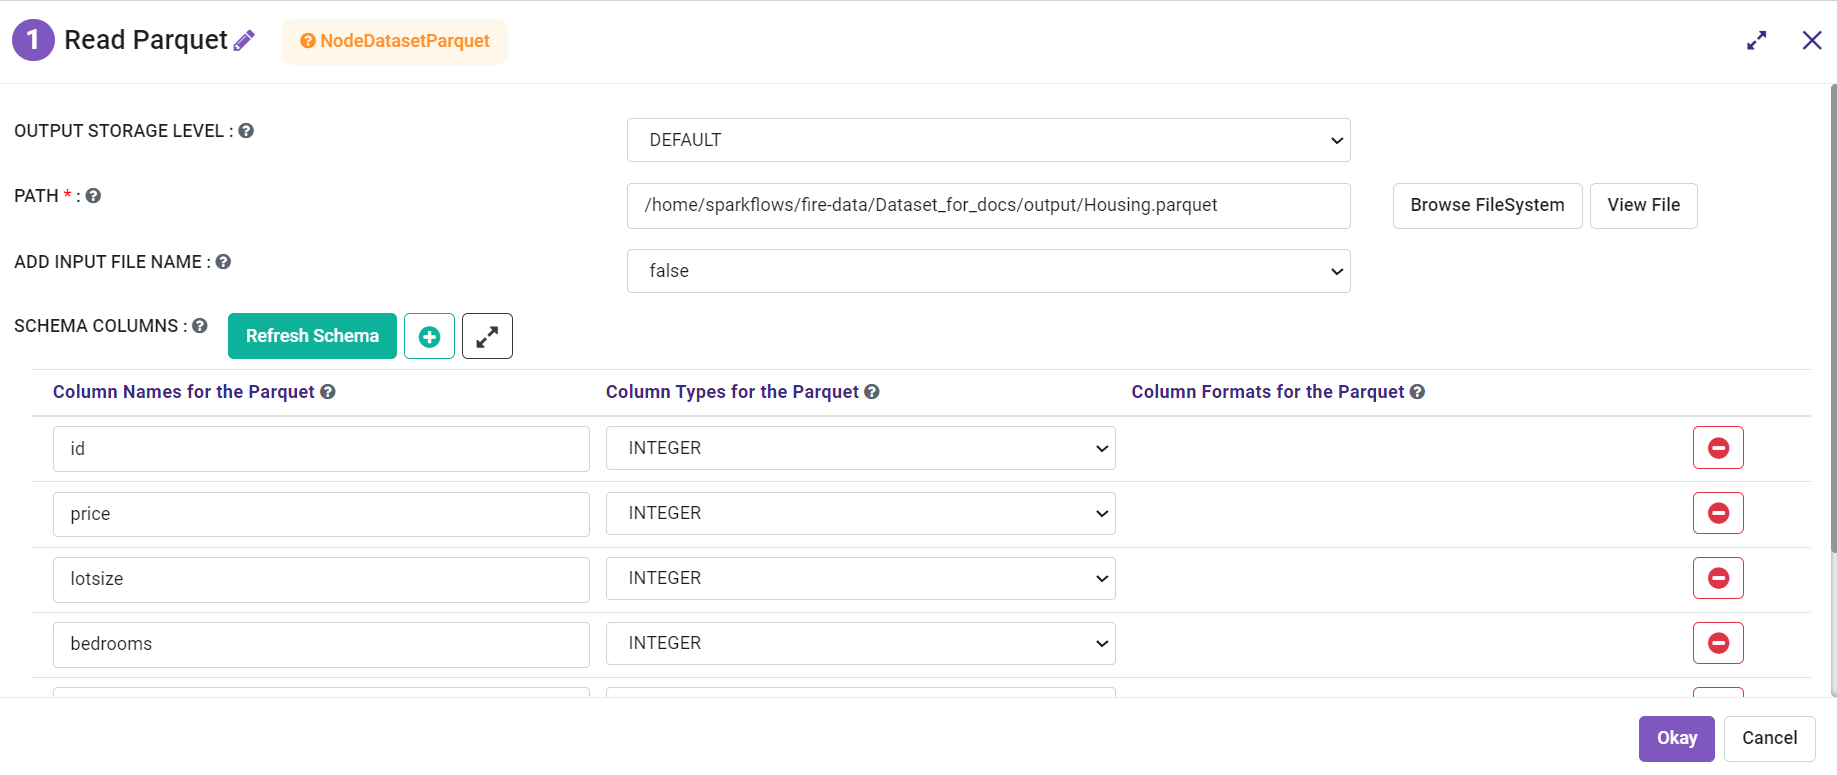 1 Read Parquet NodeDatasetParquet
OUTPUT STORAGE LEVEL : DEFAULT
PATH * : /home/sparkflows/fire-data/Dataset_for_docs/output/Housing.parquet Browse FileSystem View File
ADD INPUT FILE NAME : false
SCHEMA COLUMNS : Refresh Schema
Column Names for the Parquet Column Types for the Parquet Column Formats for the Parquet
id INTEGER
price INTEGER
lotsize INTEGER
bedrooms INTEGER
Okay Cancel